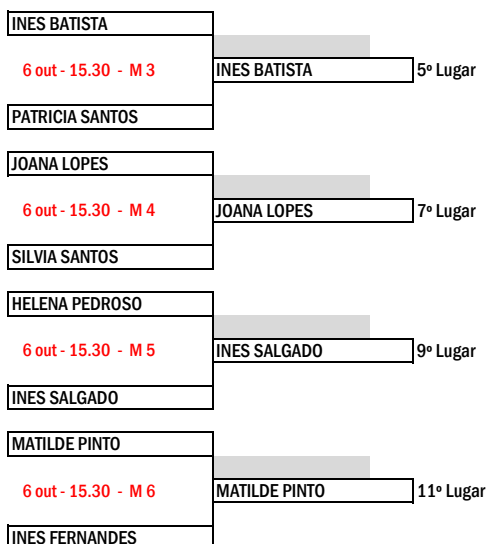 INES BATISTA
6 out - 15.30 - M 3
INES BATISTA
5º Lugar
PATRICIA SANTOS
JOANA LOPES
6 out - 15.30 - M 4
JOANA LOPES
7º Lugar
SILVIA SANTOS
HELENA PEDROSO
6 out - 15.30 - M 5
INES SALGADO
9º Lugar
INES SALGADO
MATILDE PINTO
6 out - 15.30 - M 6
MATILDE PINTO
11º Lugar
INES FERNANDES